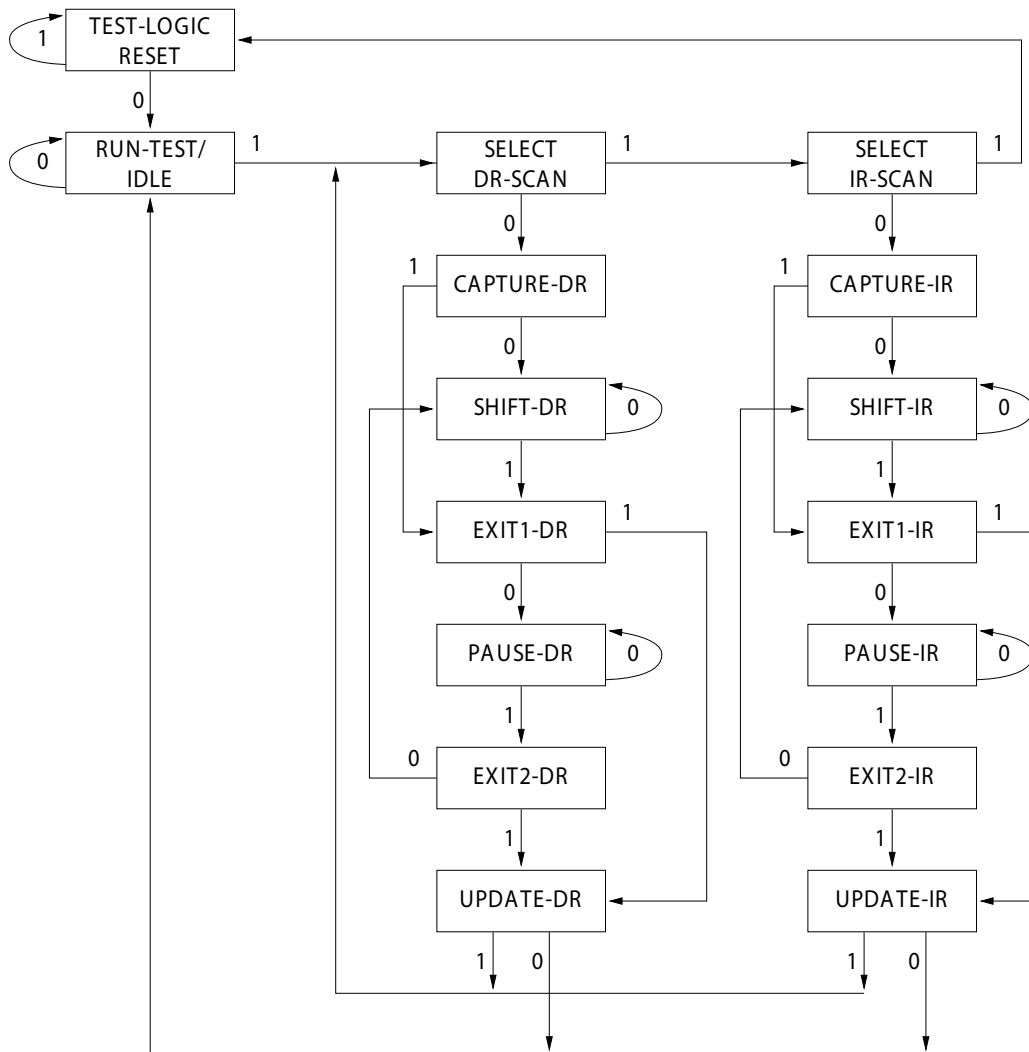 TEST-LOGIC
RESET
1
0
RUN-TEST/
IDLE
0
1
SELECT
DR-SCAN
1
SELECT
IR-SCAN
1
0
0
1
CAPTURE-DR
1
CAPTURE-IR
0
0
SHIFT-DR
0
SHIFT-IR
0
1
1
EXIT1-DR
1
EXIT1-IR
1
0
0
PAUSE-DR
0
PAUSE-IR
0
1
1
0
EXIT2-DR
0
EXIT2-IR
1
1
UPDATE-DR
UPDATE-IR
1
0
1
0